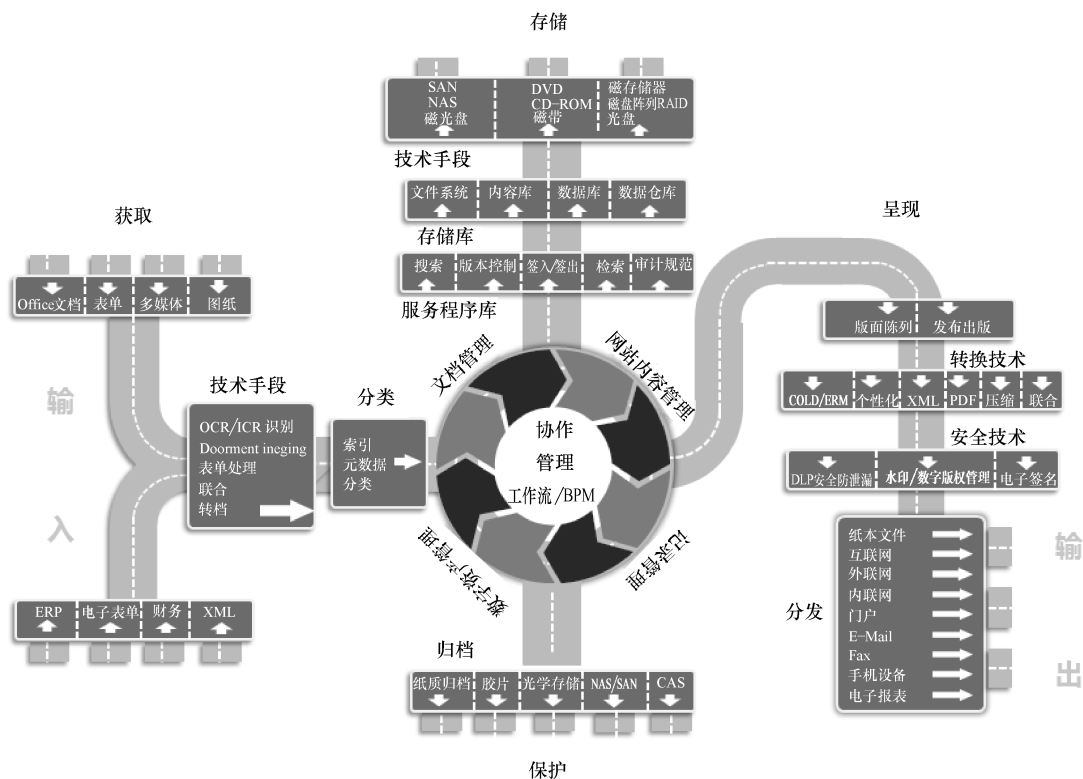 存储
SAN
NAS
磁光盘
DVD
CD-ROM
磁带
磁存储器
磁盘阵列RAID
光盘
技术手段
文件系统
内容库
数据库
数据仓库
存储库
搜索
版本控制
签入/签出
检索
审计规范
服务程序库
获取
Office文档
表单
多媒体
图纸
输
入
技术手段
OCR/ICR 识别
Doorment ineging
表单处理
联合
转档
ERP
电子表单
财务
XML
分类
索引
元数据
分类
文档管理
网站内容管理
协作
管理
工作流/BPM
数字资产管理
记录管理
归档
纸质归档
胶片
光学存储
NAS/SAN
CAS
保护
呈现
版面陈列
发布出版
转换技术
COLD/ERM
个性化
XML
PDF
压缩
联合
安全技术
DLP安全防泄漏
水印/数字版权管理
电子签名
分发
纸本文件
互联网
外联网
内联网
门户
E-Mail
Fax
手机设备
电子报表
输
出